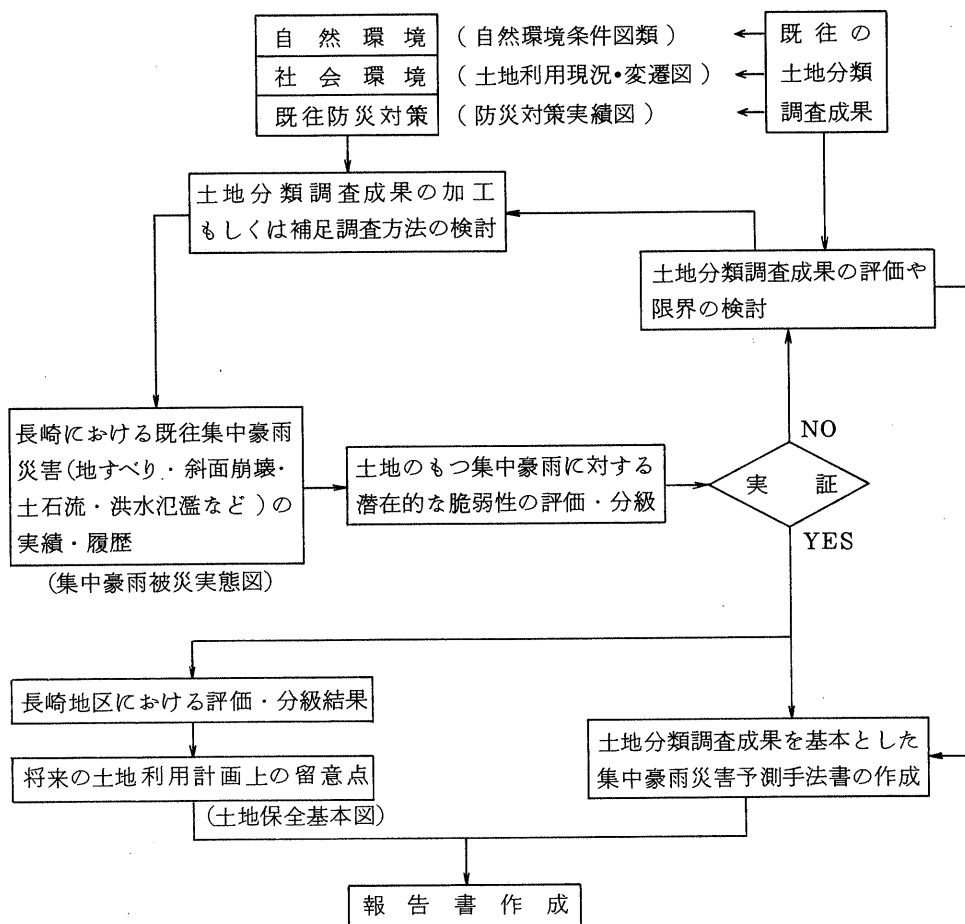 自然環境 (自然環境条件図類)
社会環境 (土地利用現況・変遷図)
既往防災対策 (防災対策実績図)
既往の
土地分類
調査成果
土地分類調査成果の加工
もしくは補足調査方法の検討
土地分類調査成果の評価や
限界の検討
長崎における既往集中豪雨
災害(地すべり・斜面崩壊・
土石流・洪水氾濫など)の
実績・履歴
(集中豪雨被災実態図)
土地のもつ集中豪雨に対する
潜在的な脆弱性の評価・分級
実証
NO
YES
長崎地区における評価・分級結果
将来の土地利用計画上の留意点
(土地保全基本図)
土地分類調査成果を基本とした
集中豪雨災害予測手法書の作成
報告書作成